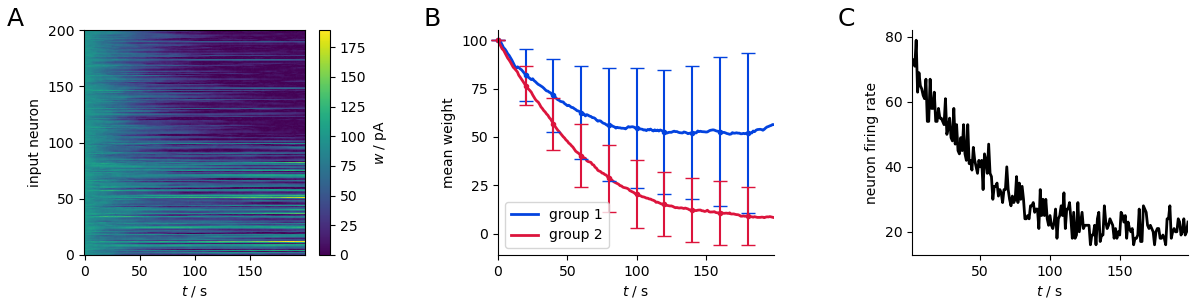 A
200
150
100
50
0
input neuron
0 50 100 150
t / s
175
150
125
100
75
50
25
0
w / pA
B
100
75
50
25
0
mean weight
group 1
group 2
0 50 100 150
t / s
C
80
60
40
20
neuron firing rate
50 100 150
t / s